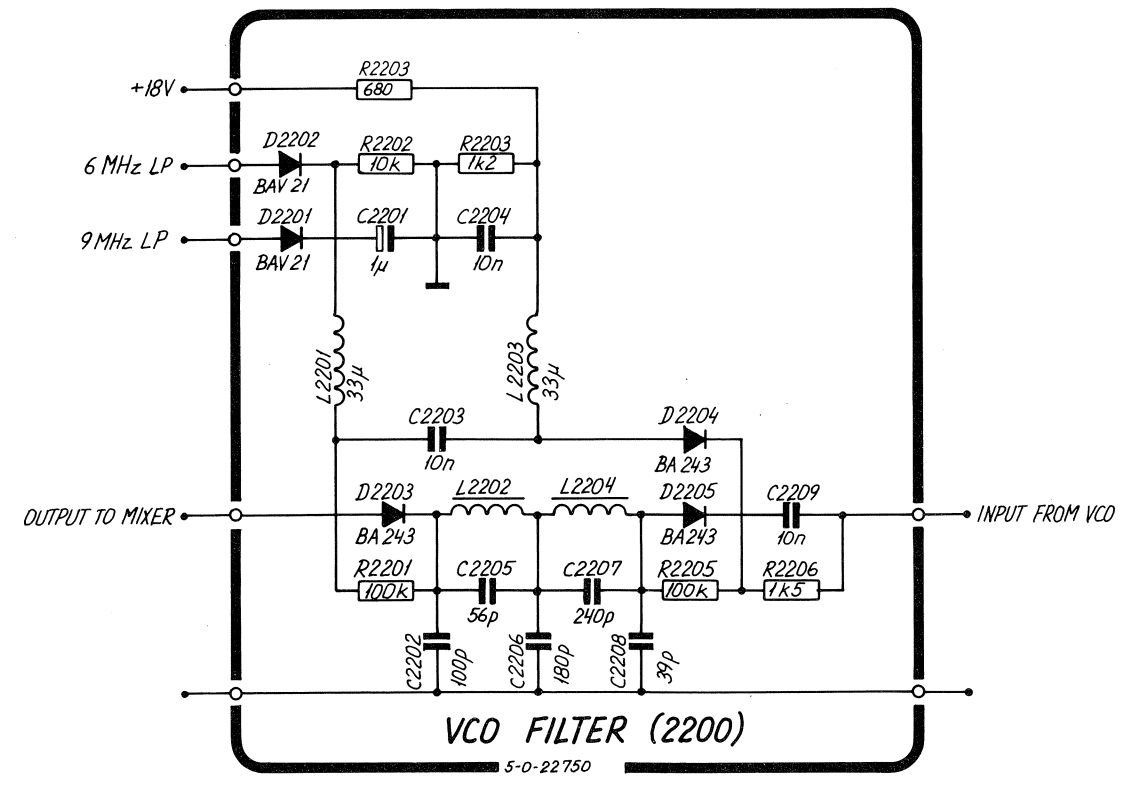 R2203
+18V
680
D2202
R2202
R2203
6 MHz LP
10k
1k2
BAV 21
D2201
C2201
C2204
9 MHz LP
BAV 21
1µ
10n
L2201
33µ
L2203
33µ
C2203
D2204
10n
BA 243
D2203
L2202
L2204
D2205
C2209
OUTPUT TO MIXER
INPUT FROM VCO
BA 243
BA243
10n
R2201
C2205
C2207
R2205
R2206
100k
100k
1k5
56p
240p
C2202
100p
C2206
180p
C2208
39p
VCO FILTER (2200)
5-0-22750